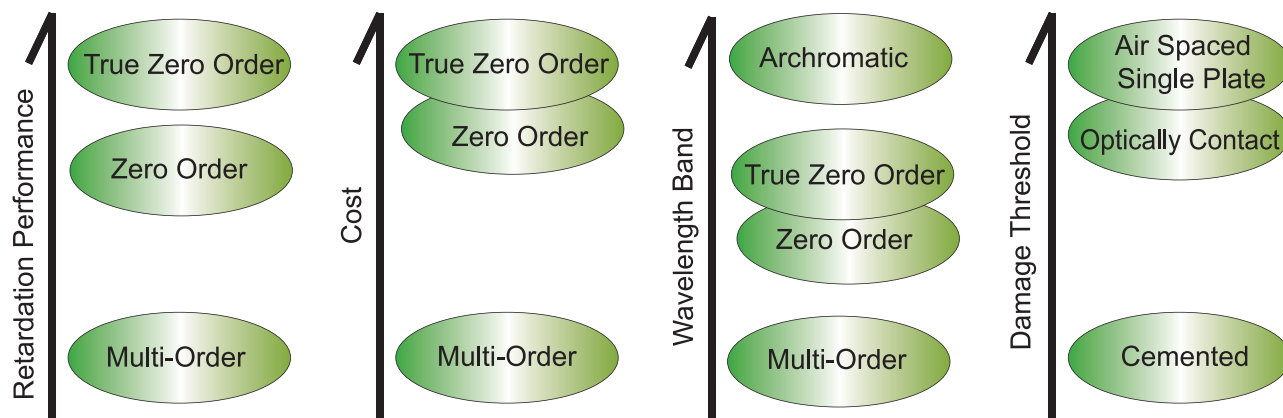 Retardation Performance
True Zero Order
Zero Order
Multi-Order
Cost
True Zero Order
Zero Order
Multi-Order
Wavelength Band
Archromatic
True Zero Order
Zero Order
Multi-Order
Damage Threshold
Air Spaced
Single Plate
Optically Contact
Cemented